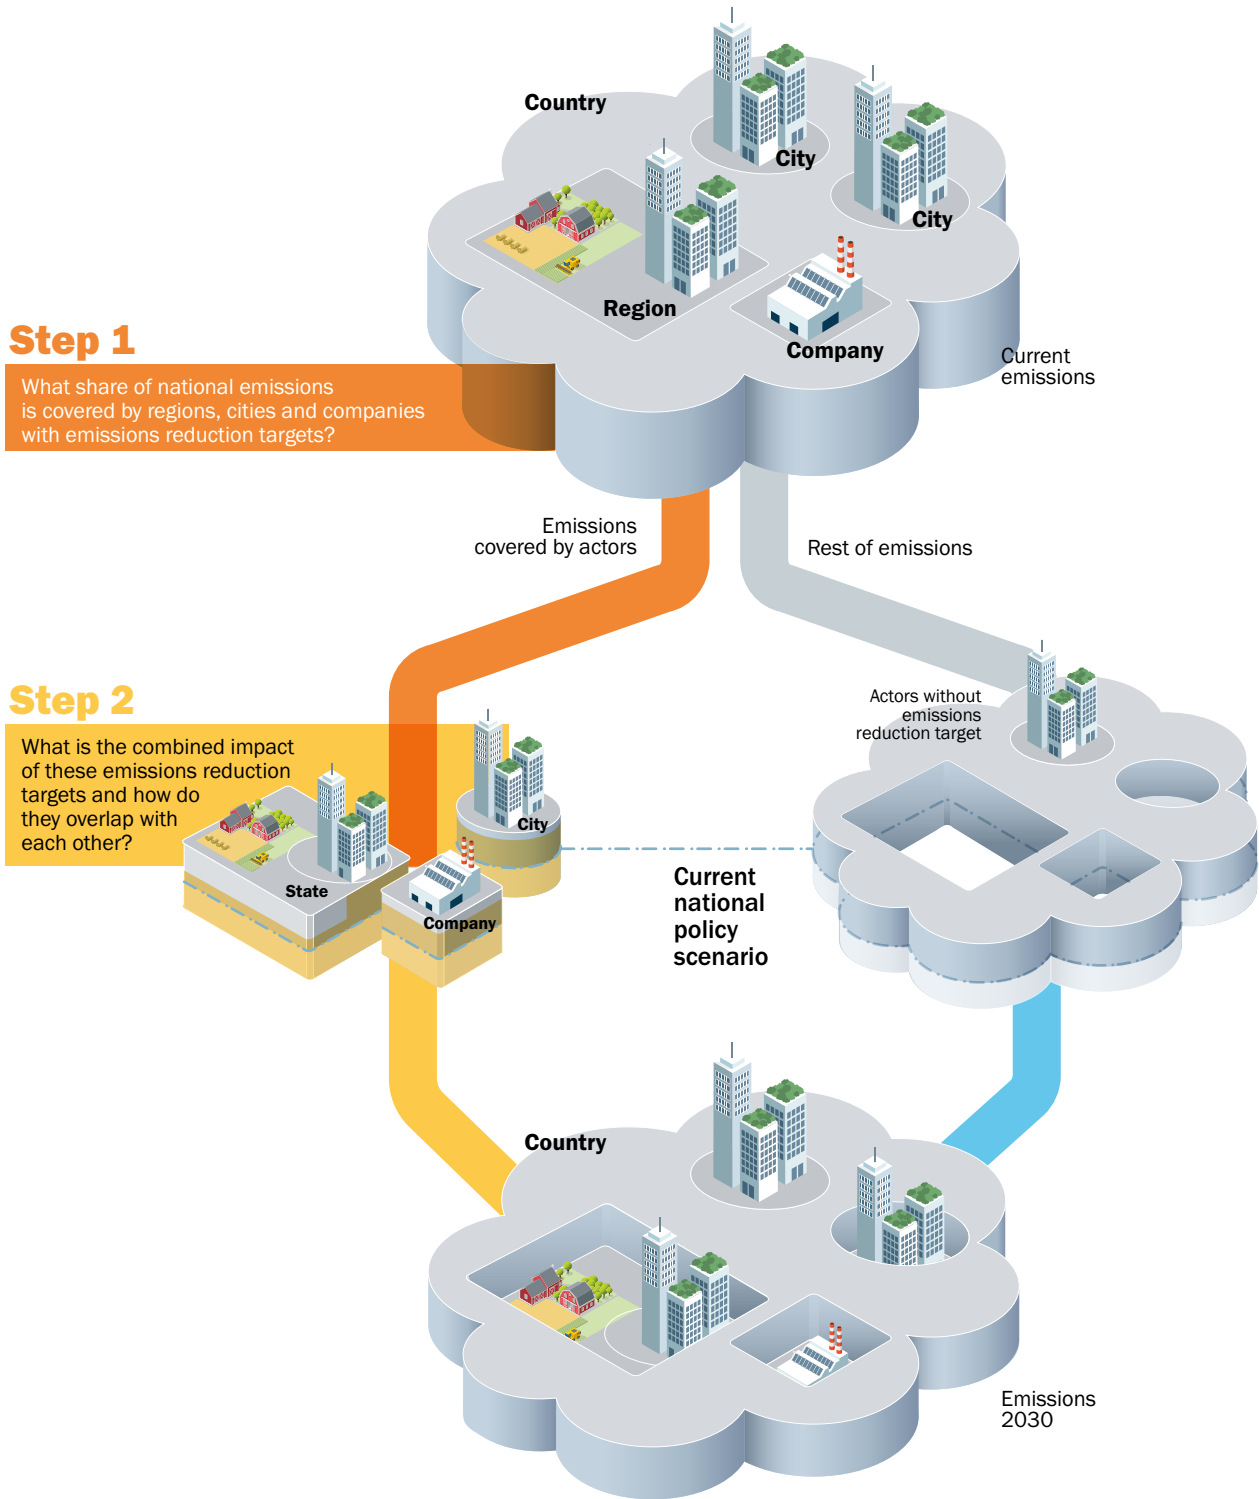 Country
City
City
Region
Company
Current
emissions
Step 1
What share of national emissions
is covered by regions, cities and companies
with emissions reduction targets?
Emissions
covered by actors
Rest of emissions
Step 2
What is the combined impact
of these emissions reduction
targets and how do
they overlap with
each other?
Actors without
emissions
reduction target
City
State
Company
Current
national
policy
scenario
Country
Emissions
2030